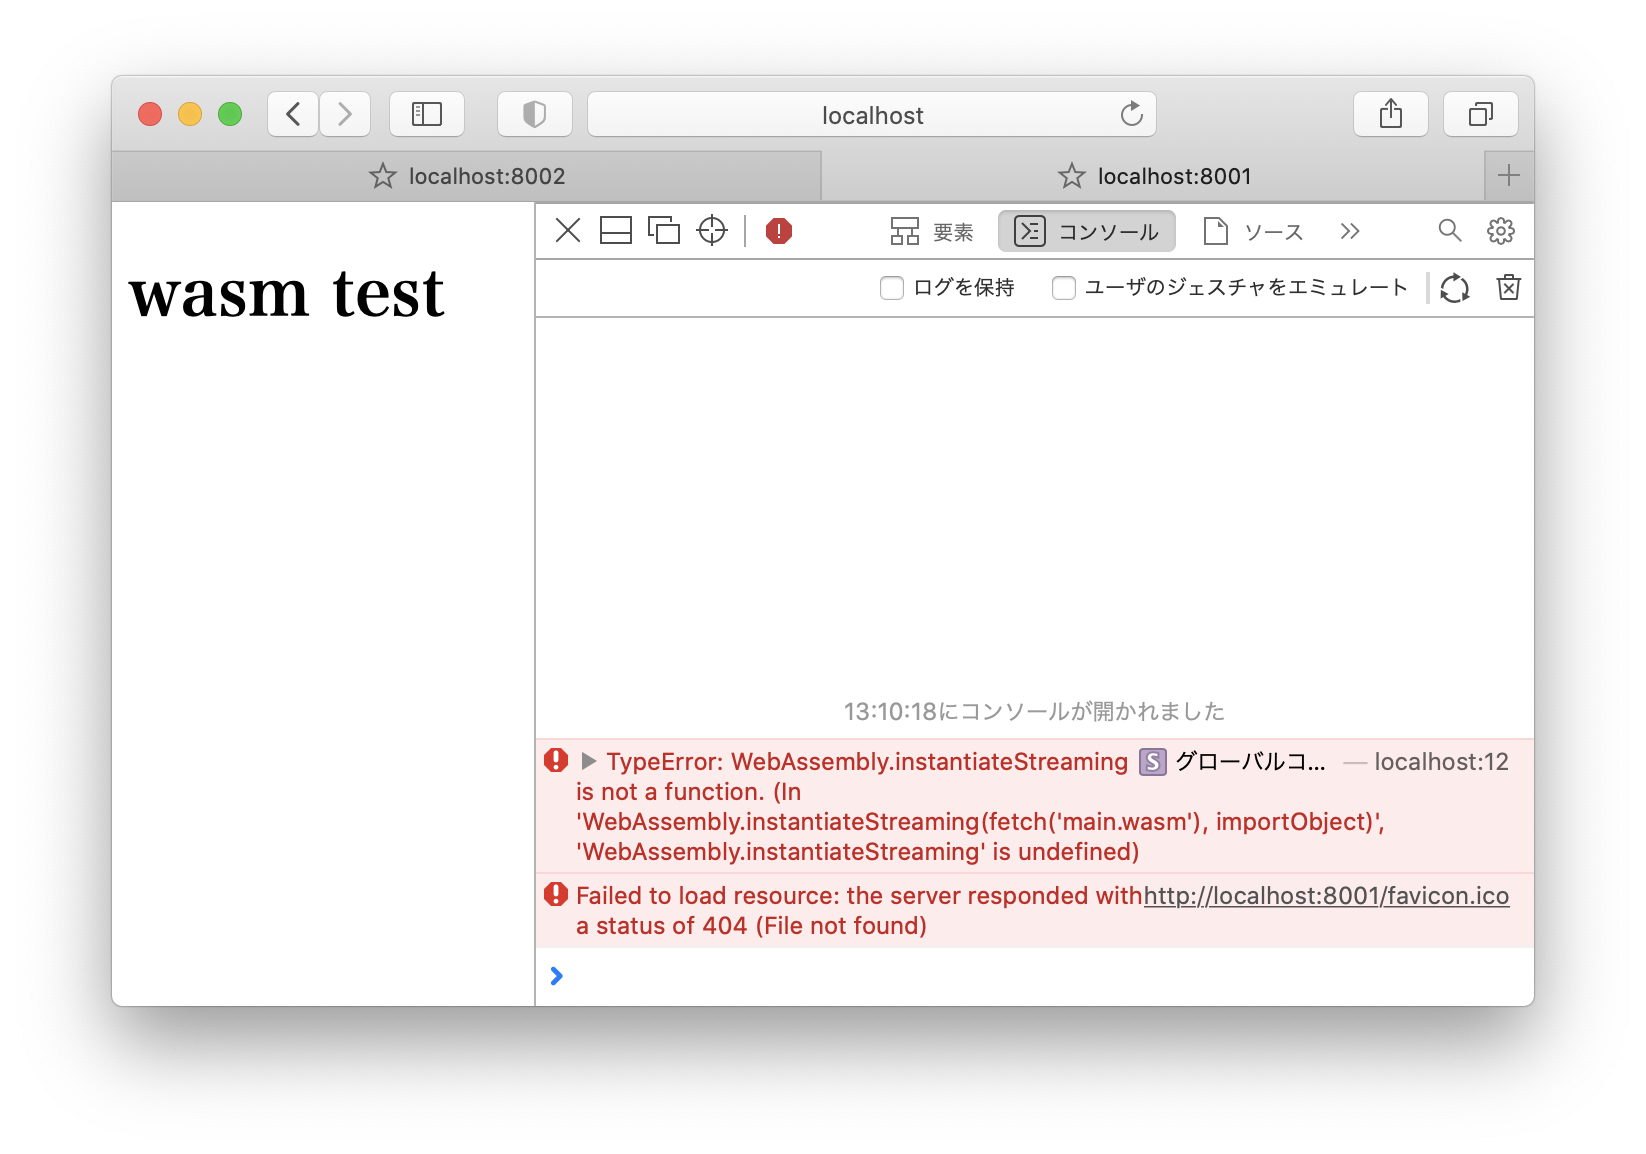 localhost
localhost:8002
localhost:8001
要素
コンソール
ソース
ログを保持
ユーザのジェスチャをエミュレート
wasm test
13:10:18にコンソールが開かれました
TypeError: WebAssembly.instantiateStreaming S グローバルコ... — localhost:12
is not a function. (In
'WebAssembly.instantiateStreaming(fetch('main.wasm'), importObject)',
'WebAssembly.instantiateStreaming' is undefined)
Failed to load resource: the server responded with http://localhost:8001/favicon.ico
a status of 404 (File not found)